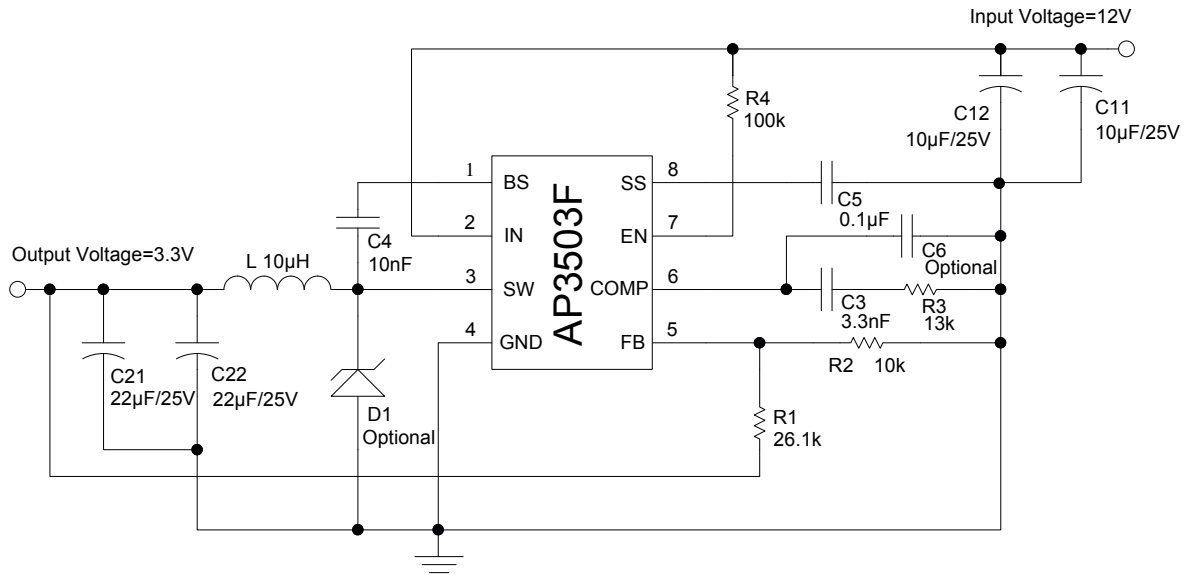 Input Voltage=12V
R4
100k
C12
10µF/25V
C11
10µF/25V
1
BS
SS
8
C5
0.1µF
2
IN
EN
7
C4
10nF
C6
Optional
Output Voltage=3.3V
L 10µH
3
SW
COMP
6
C3
3.3nF
R3
13k
AP3503F
4
GND
FB
5
R2 10k
C21
22µF/25V
C22
22µF/25V
D1
Optional
R1
26.1k